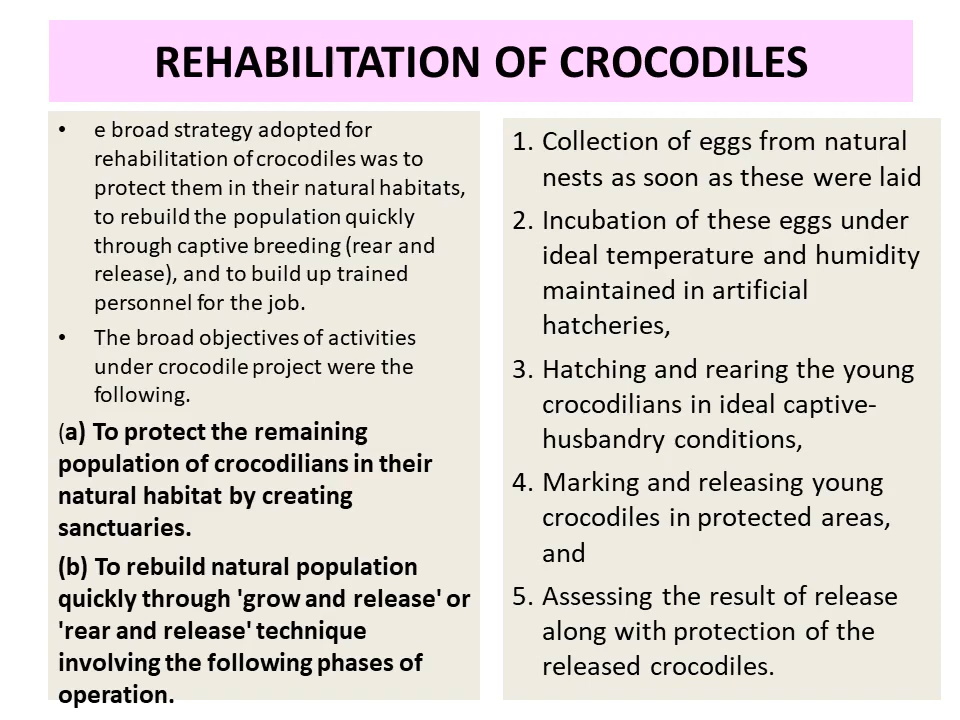 REHABILITATION OF CROCODILES
• e broad strategy adopted for
rehabilitation of crocodiles was to
protect them in their natural habitats,
to rebuild the population quickly
through captive breeding (rear and
release), and to build up trained
personnel for the job.
• The broad objectives of activities
under crocodile project were the
following.
(a) To protect the remaining
population of crocodilians in their
natural habitat by creating
sanctuaries.
(b) To rebuild natural population
quickly through 'grow and release' or
'rear and release' technique
involving the following phases of
operation.
1. Collection of eggs from natural
nests as soon as these were laid
2. Incubation of these eggs under
ideal temperature and humidity
maintained in artificial
hatcheries,
3. Hatching and rearing the young
crocodilians in ideal captive-
husbandry conditions,
4. Marking and releasing young
crocodiles in protected areas,
and
5. Assessing the result of release
along with protection of the
released crocodiles.